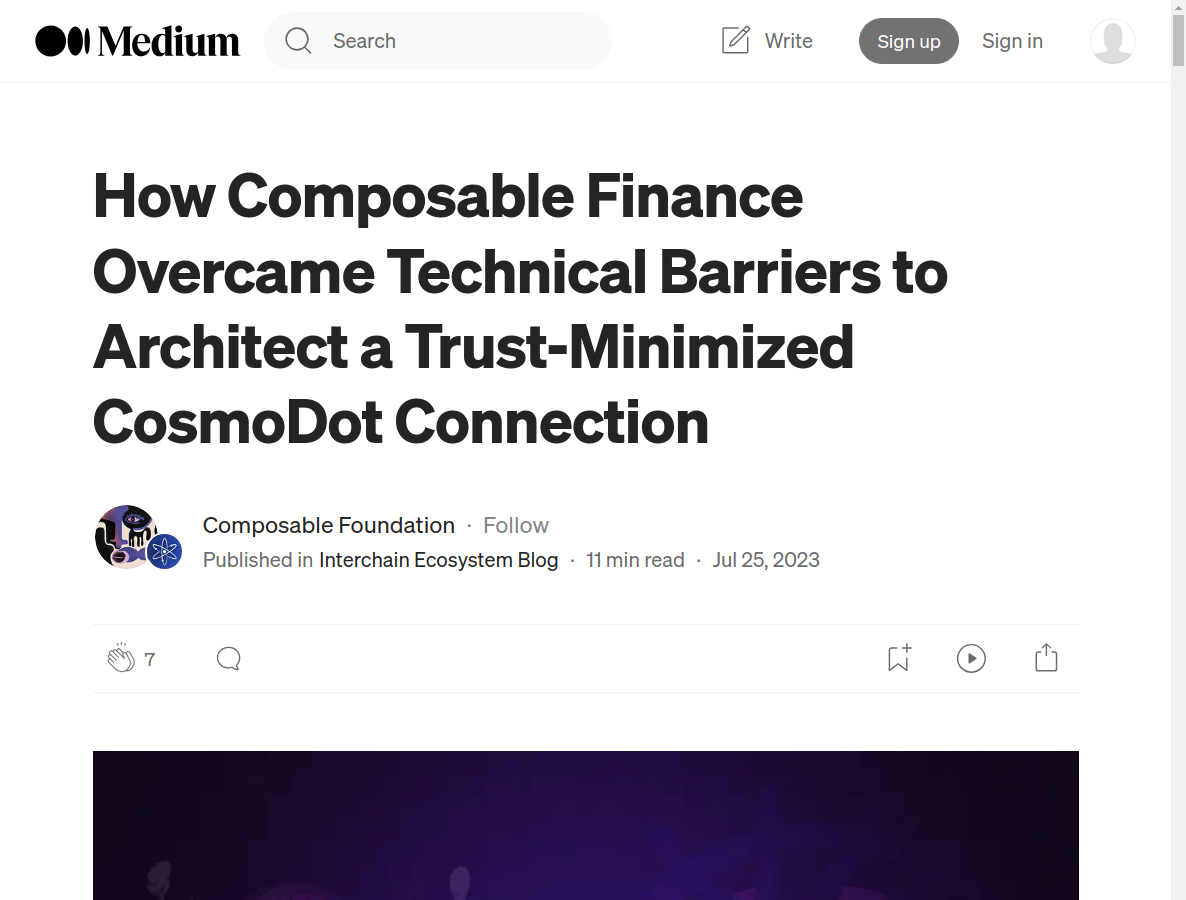 Medium
Search
Write
Sign up
Sign in
How Composable Finance
Overcame Technical Barriers to
Architect a Trust-Minimized
CosmoDot Connection
Composable Foundation · Follow
Published in Interchain Ecosystem Blog · 11 min read · Jul 25, 2023
7